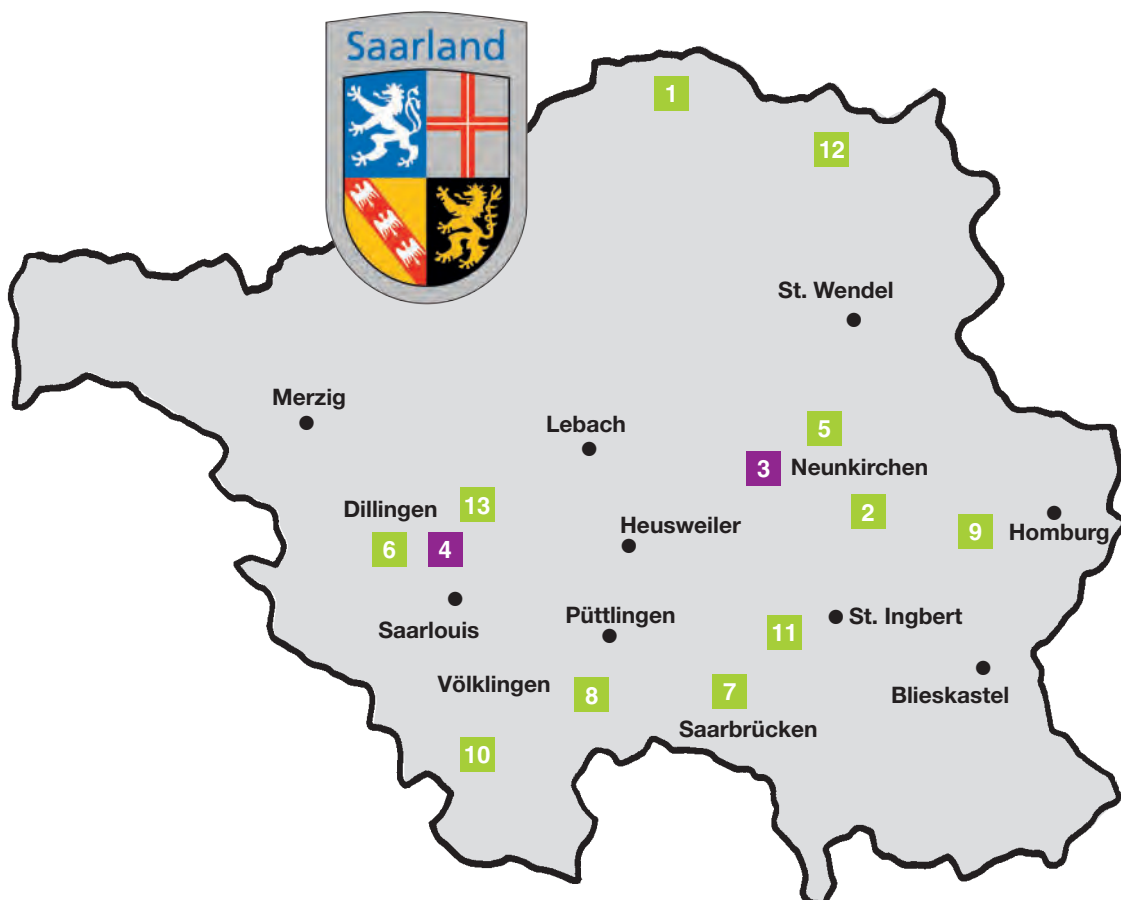 Saarland
1
12
St. Wendel
Merzig
Lebach
5
3
Neunkirchen
Dillingen
13
2
Heusweiler
9
Homburg
6
4
Saarlouis
Püttlingen
11
St. Ingbert
Völklingen
8
7
Blieskastel
Saarbrücken
10